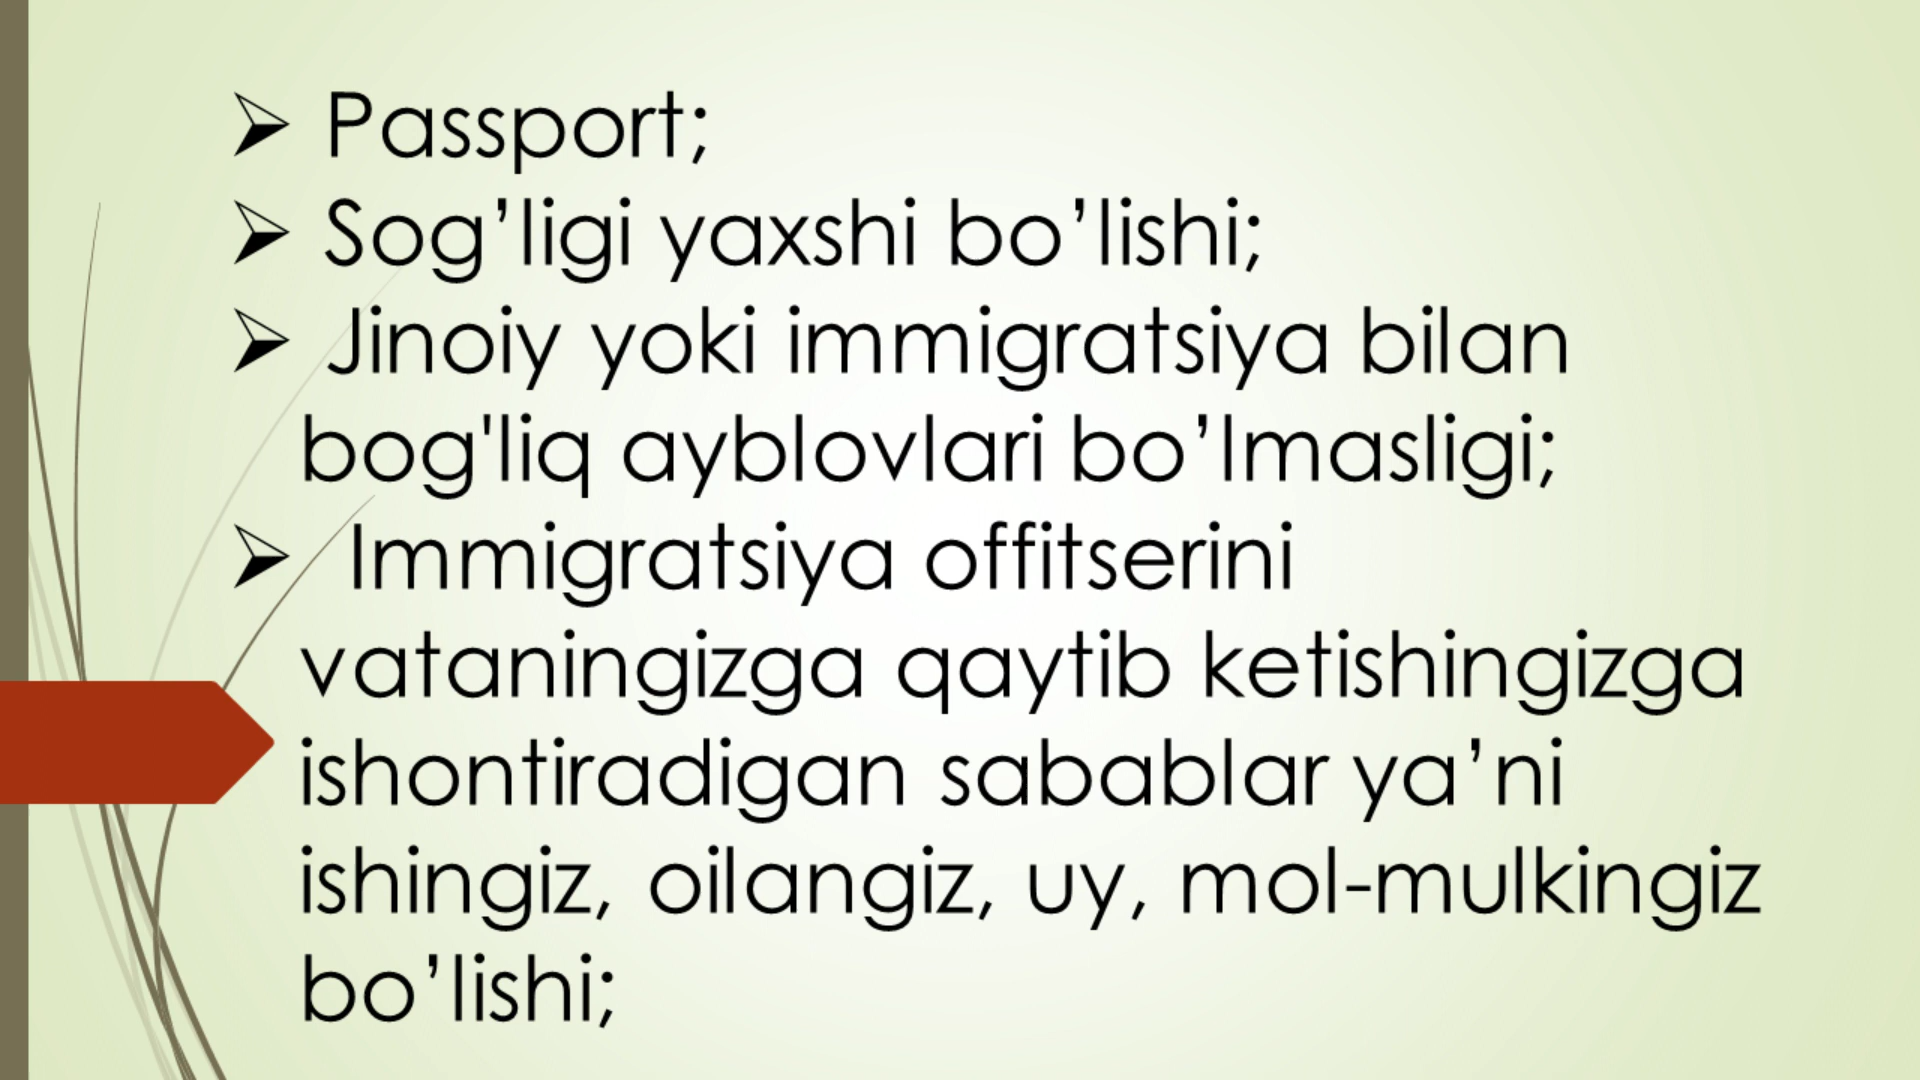 ➢ Passport;
➢ Sog’ligi yaxshi bo’lishi;
➢ Jinoiy yoki immigratsiya bilan
bog'liq ayblovlari bo’lmasligi;
➢ Immigratsiya offitserini
vataningizga qaytib ketishingizga
ishontiradigan sabablar ya’ni
ishingiz, oilangiz, uy, mol-mulkingiz
bo’lishi;